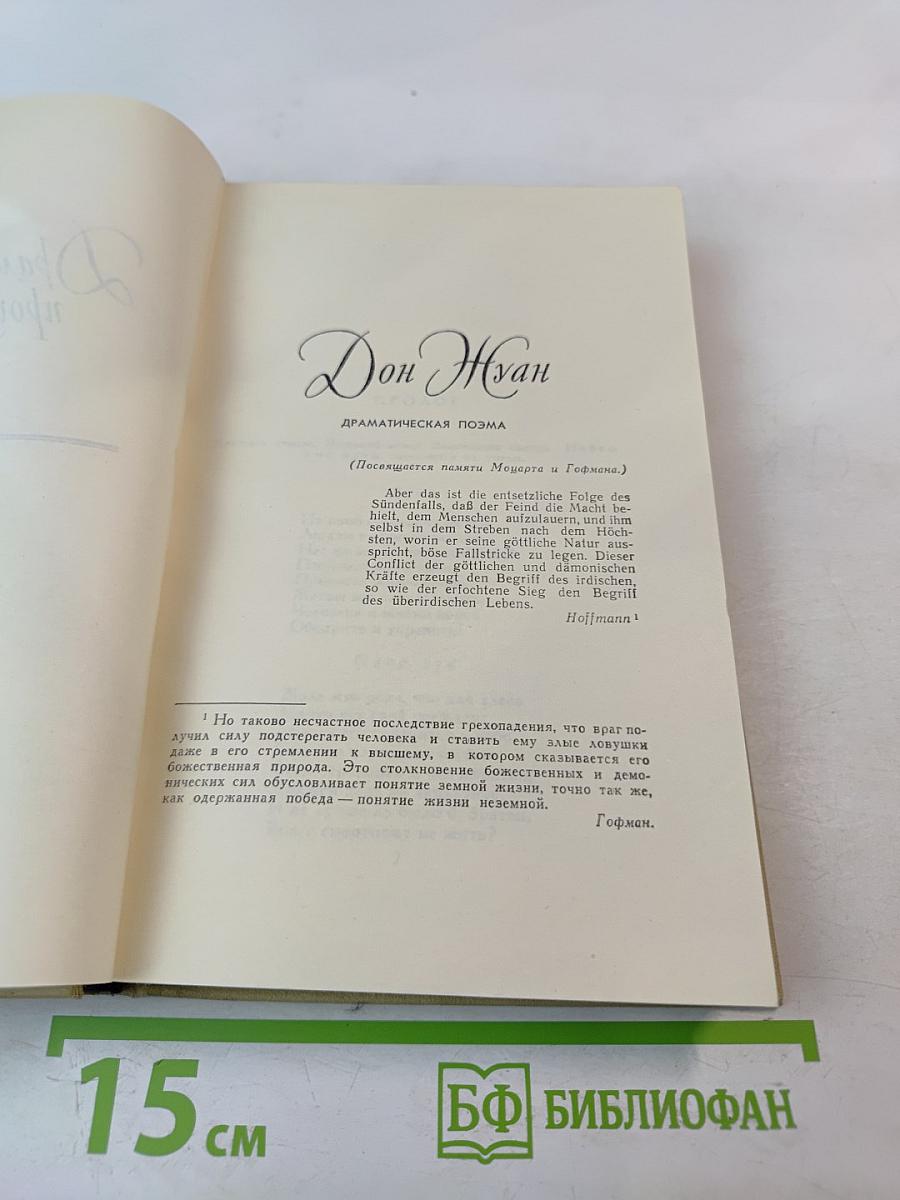 Дон Жуан
ДРАМАТИЧЕСКАЯ ПОЭМА
(Посвящается памяти Моцарта и Гофмана.)
Aber das ist die entsetzliche Folge des
Sündenfalls, daß der Feind die Macht be-
hielt, dem Menschen aufzulauern, und ihm
selbst in dem Streben nach dem Höch-
sten, worin er seine göttliche Natur aus-
spricht, böse Fallstricke zu legen. Dieser
Conflict der göttlichen und dämonischen
Kräfte erzeugt den Begriff des irdischen,
so wie der erfochtene Sieg den Begriff
des überirdischen Lebens.
Hoffmann ¹
¹ Но таково несчастное последствие грехопадения, что враг по-
лучил силу подстерегать человека и ставить ему злые ловушки
даже в его стремлении к высшему, в котором сказывается его
божественная природа. Это столкновение божественных и демо-
нических сил обусловливает понятие земной жизни, точно так же,
как одержанная победа — понятие жизни неземной.
Гофман.
15 см
БФ БИБЛИОФАН